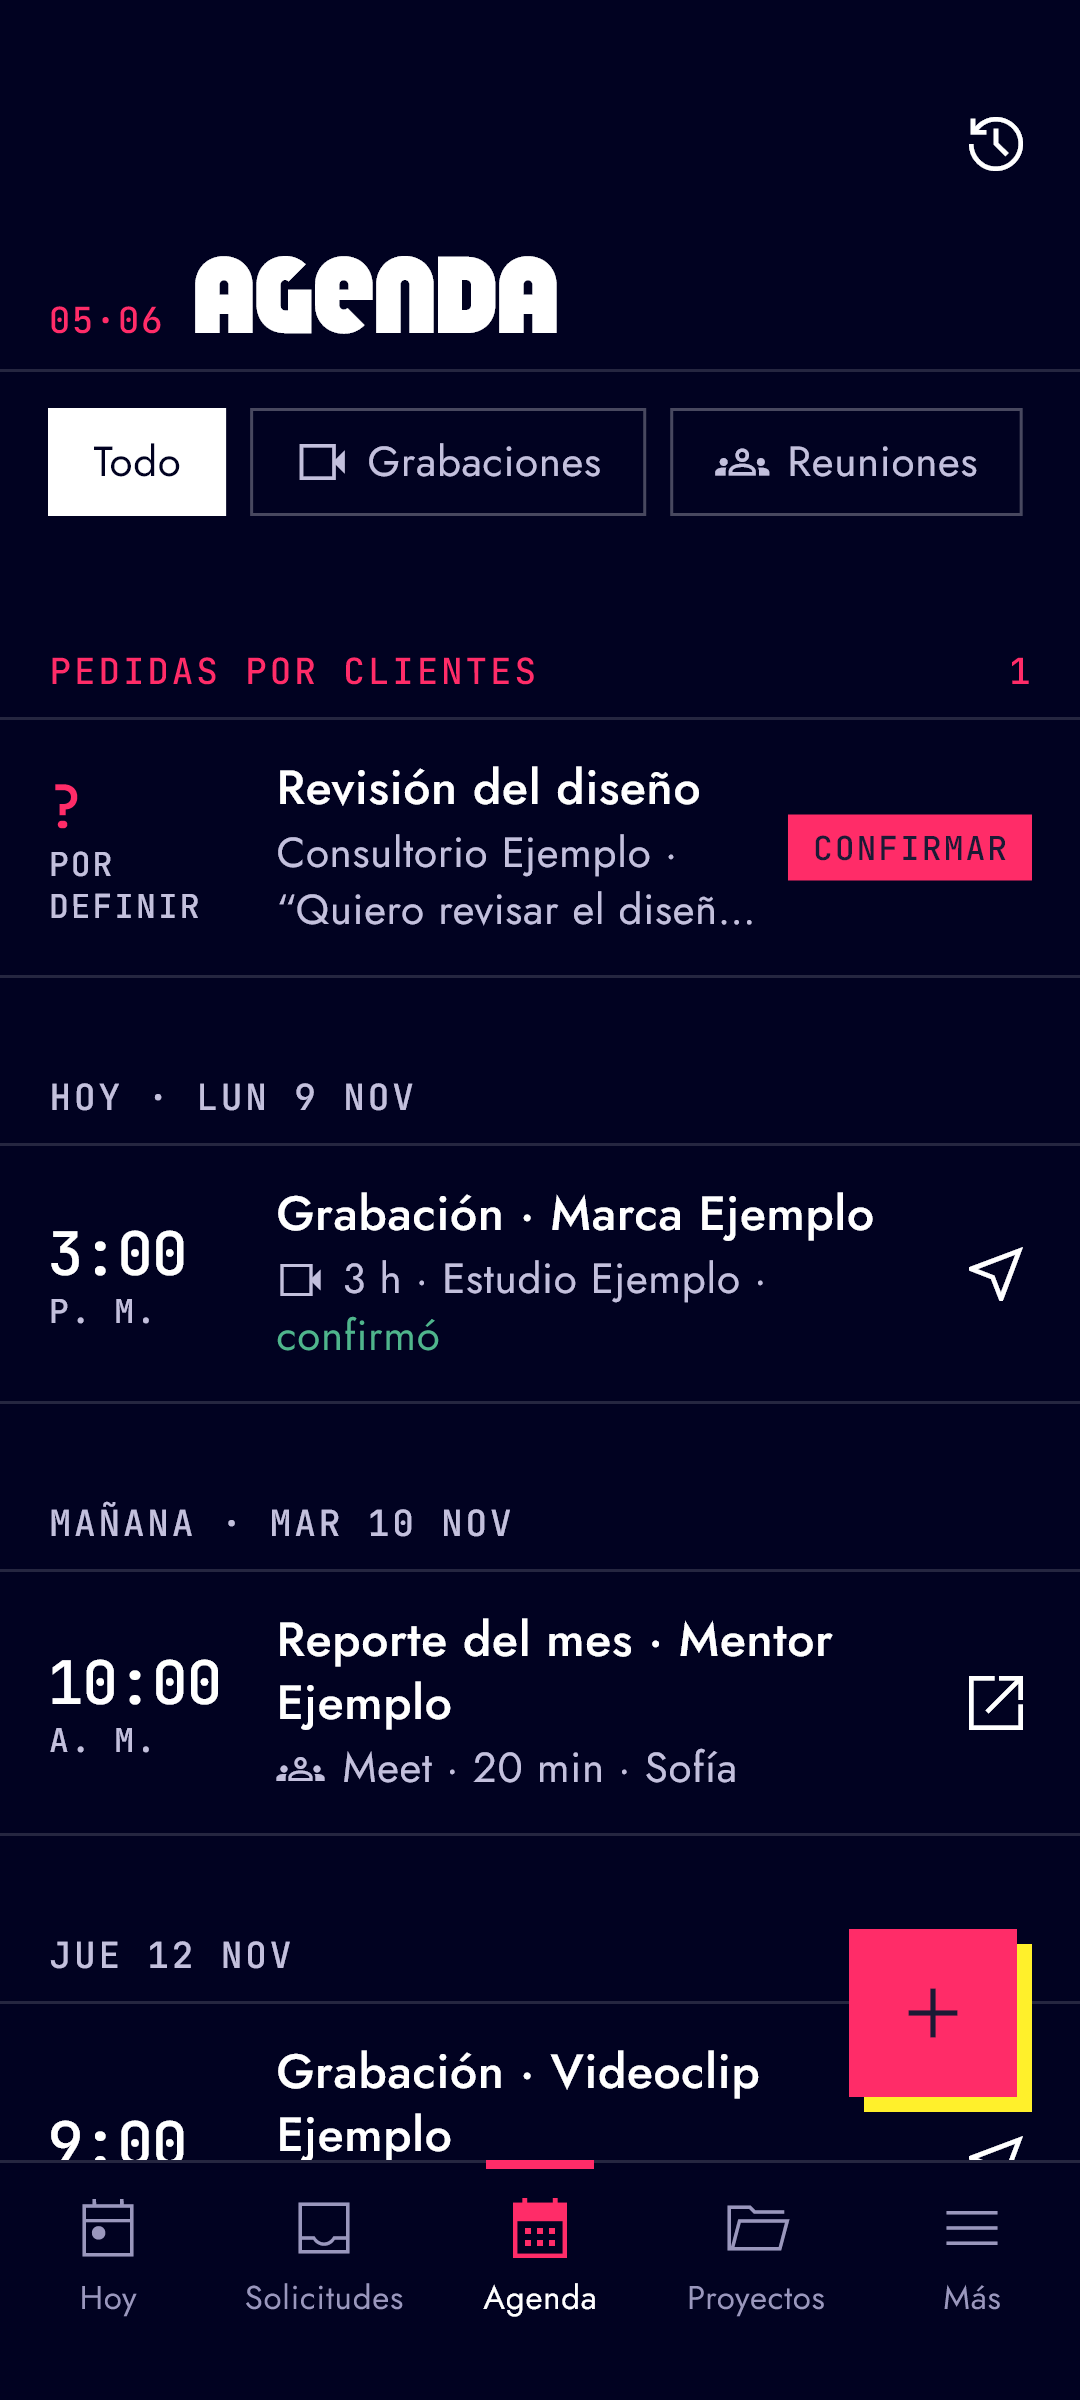 05·06 AGENDA
Todo
Grabaciones
Reuniones
PEDIDAS POR CLIENTES 1
?
POR
DEFINIR
Revisión del diseño
Consultorio Ejemplo ·
“Quiero revisar el diseñ...
CONFIRMAR
HOY · LUN 9 NOV
3:00
P. M.
Grabación · Marca Ejemplo
3 h · Estudio Ejemplo ·
confirmó
MAÑANA · MAR 10 NOV
10:00
A. M.
Reporte del mes · Mentor
Ejemplo
Meet · 20 min · Sofía
JUE 12 NOV
9:00
Grabación · Videoclip
Ejemplo
Hoy
Solicitudes
Agenda
Proyectos
Más